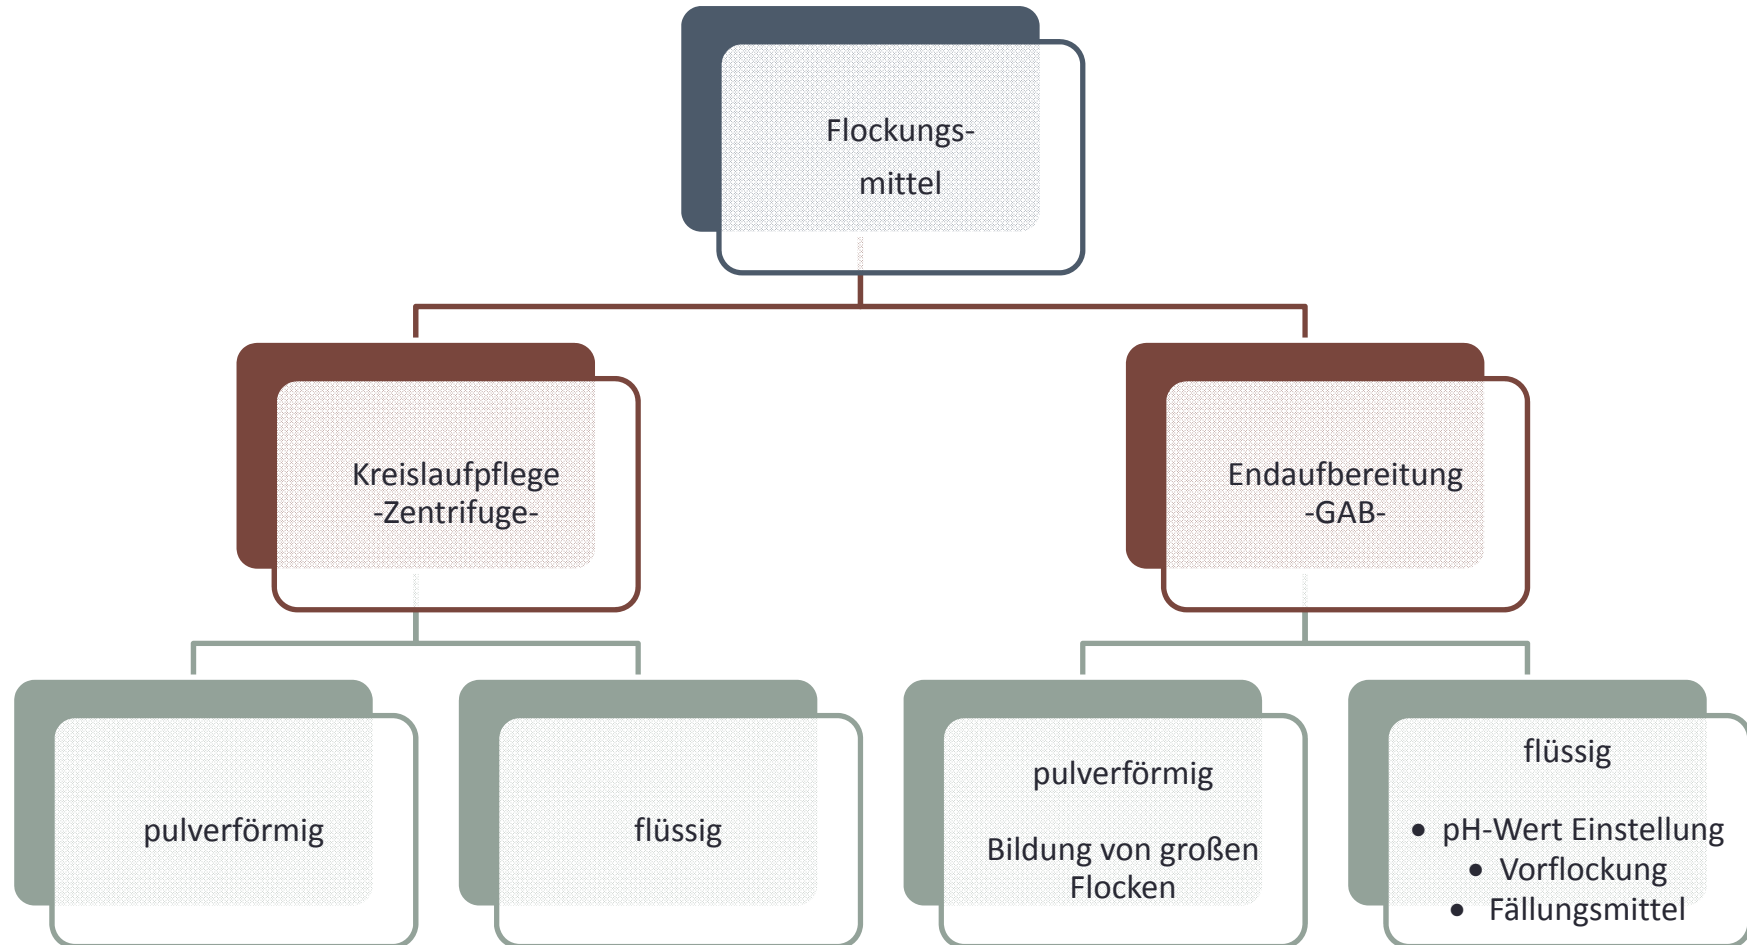 Flockungs-
mittel
Kreislaufpflege
-Zentrifuge-
Endaufbereitung
-GAB-
pulverförmig
flüssig
pulverförmig
Bildung von großen
Flocken
flüssig
• pH-Wert Einstellung
• Vorflockung
• Fällungsmittel